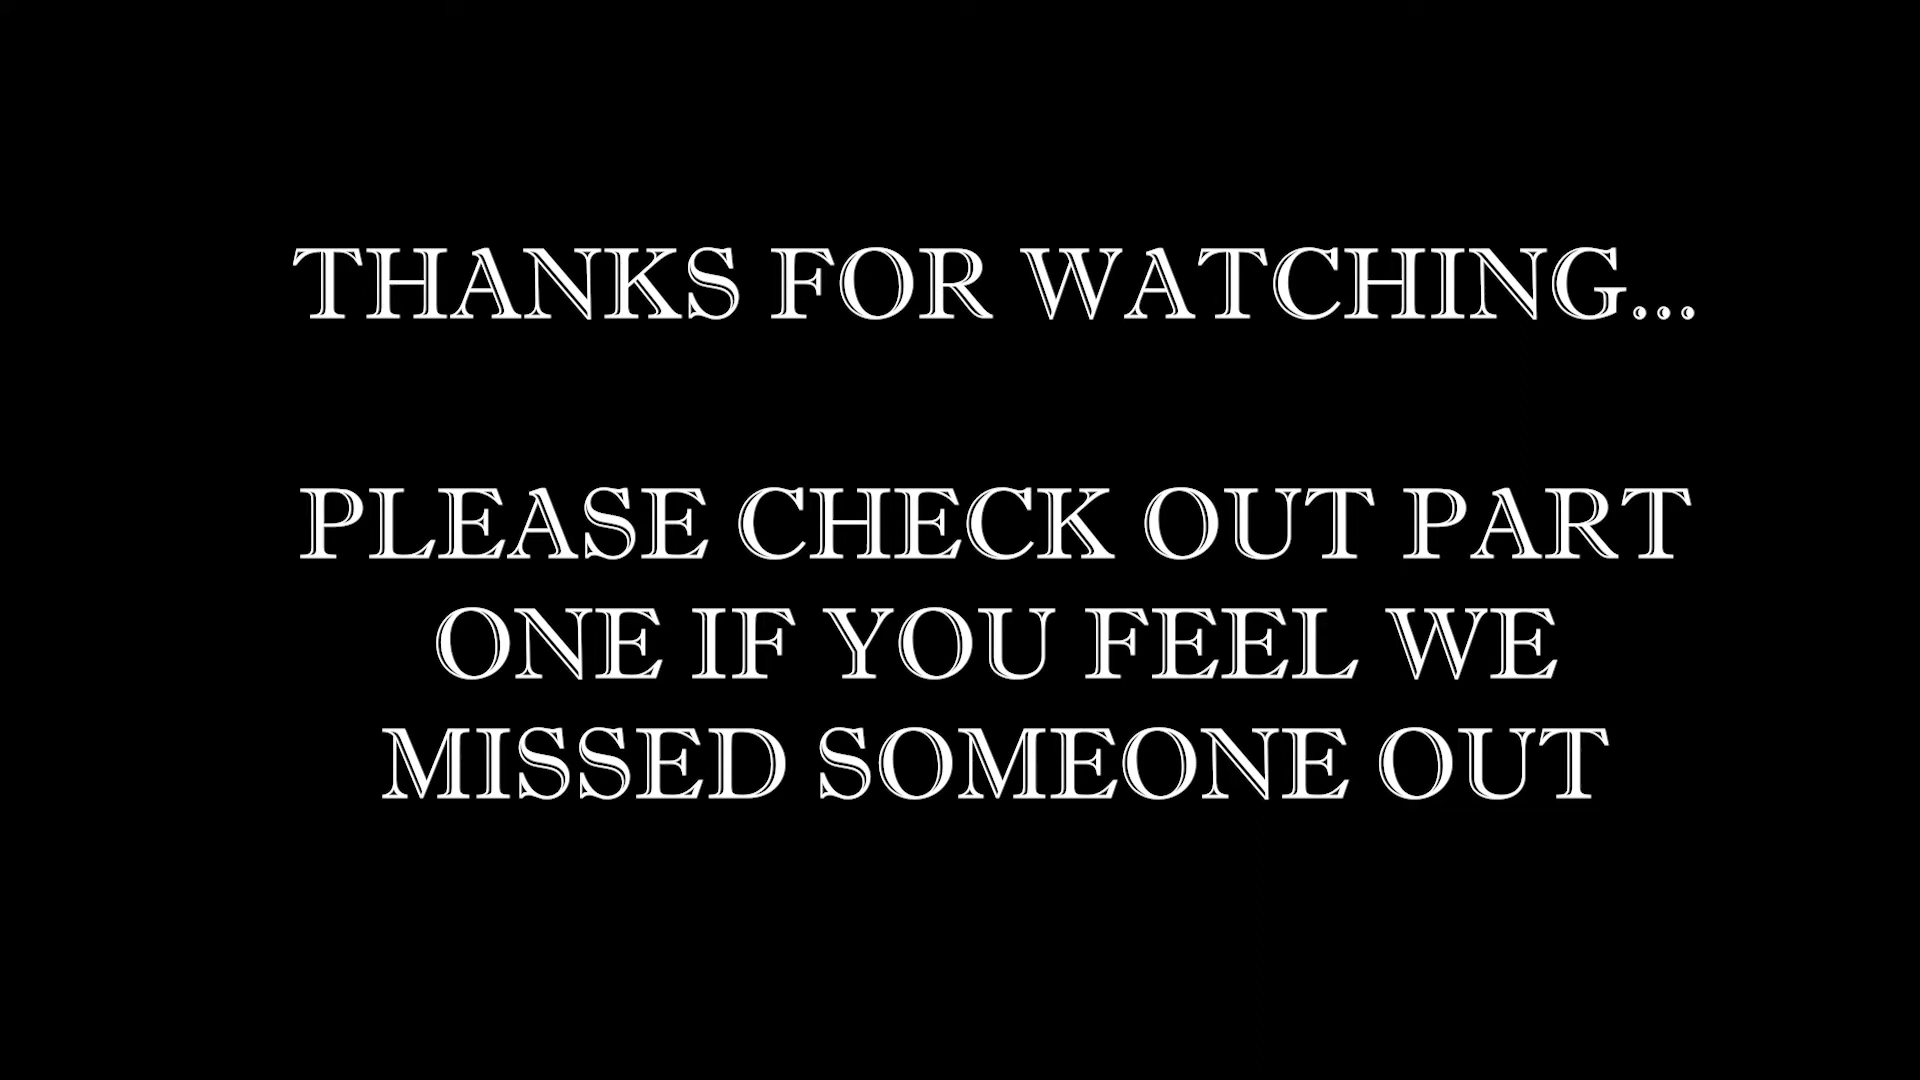 THANKS FOR WATCHING...
PLEASE CHECK OUT PART
ONE IF YOU FEEL WE
MISSED SOMEONE OUT